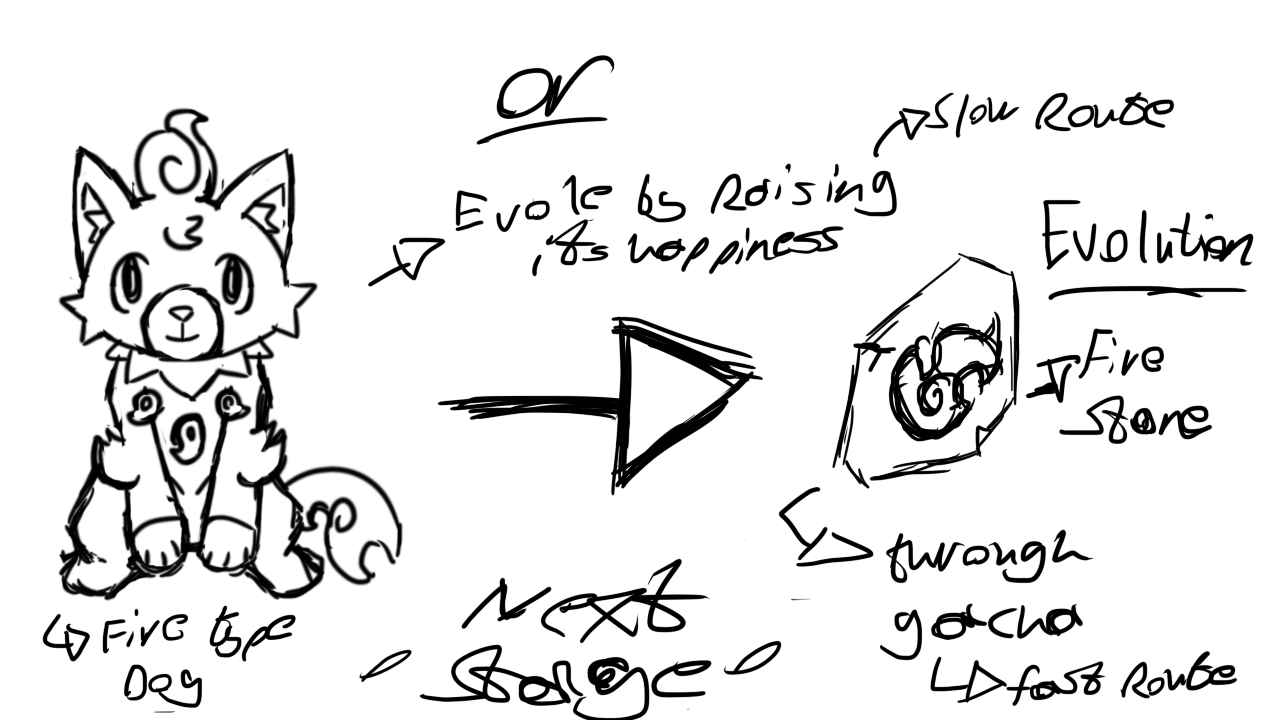 or
Slow Route
Evole by Raising
its happiness
Evolution
Fire
Stone
through
gatcha
fast Route
Fire type
Dog
Next
Stage